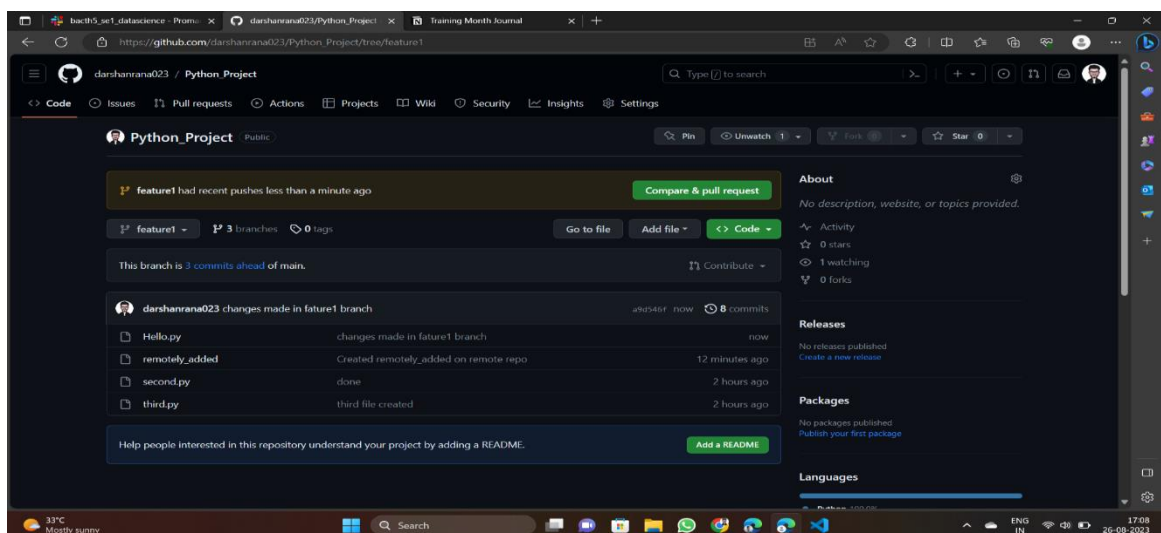 bacth5_se1_datascience - Proma
darshanrana023/Python_Project
Training Month Journal
https://github.com/darshanrana023/Python_Project/tree/feature1
darshanrana023 / Python_Project
Type [/] to search
<> Code
Issues
Pull requests
Actions
Projects
Wiki
Security
Insights
Settings
Python_Project Public
Pin
Unwatch 1
Fork 0
Star 0
feature1 had recent pushes less than a minute ago
Compare & pull request
feature1
3 branches
0 tags
Go to file
Add file
<> Code
This branch is 3 commits ahead of main.
Contribute
darshanrana023 changes made in fature1 branch
a9d546f now 8 commits
Hello.py changes made in fature1 branch now
remotely_added Created remotely_added on remote repo 12 minutes ago
second.py done 2 hours ago
third.py third file created 2 hours ago
Help people interested in this repository understand your project by adding a README.
Add a README
About
No description, website, or topics provided.
Activity
0 stars
1 watching
0 forks
Releases
No releases published
Create a new release
Packages
No packages published
Publish your first package
Languages
Python 100.0%
33°C
Mostly sunny
Search
ENG
IN
17:08
26-08-2023